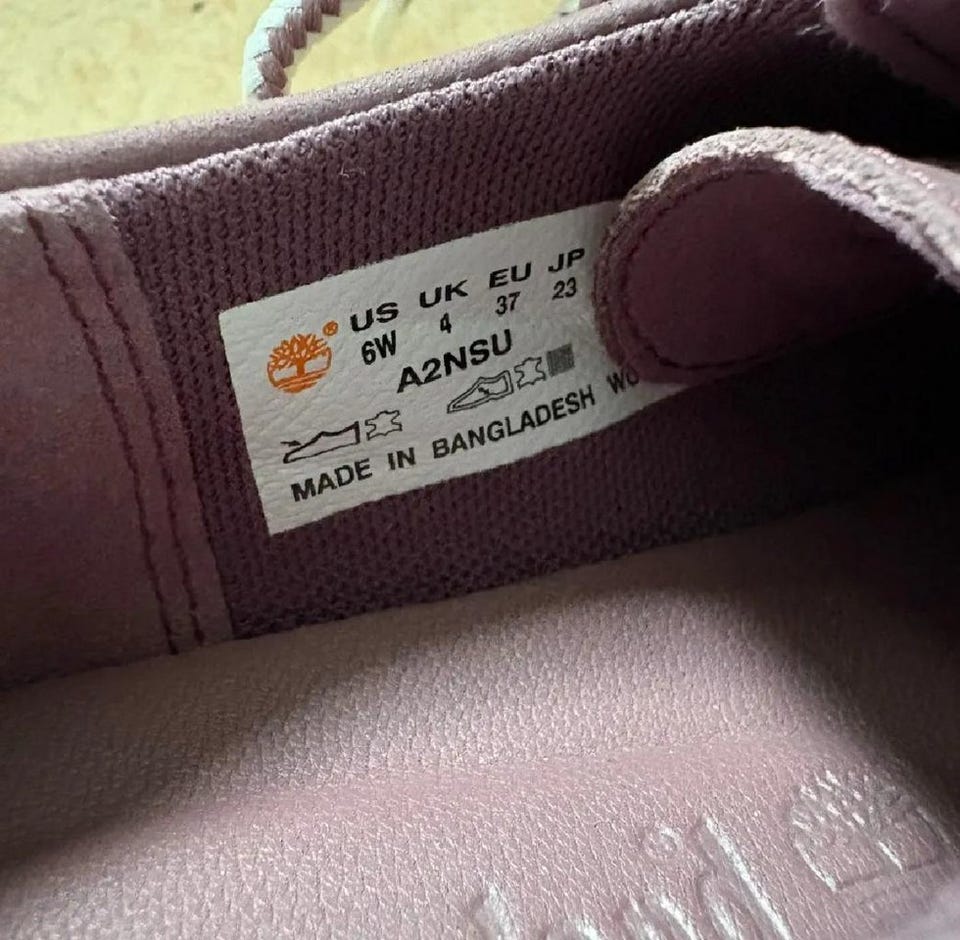 US UK EU JP
6W 4 37 23
A2NSU
MADE IN BANGLADESH